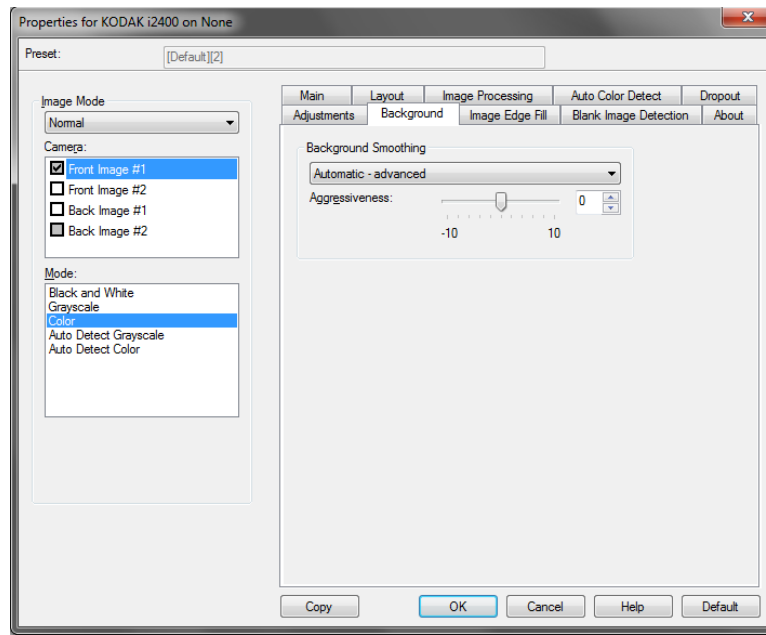 Properties for KODAK i2400 on None
Preset: [Default][2]
Image Mode
Normal
Camera:
Front Image #1
Front Image #2
Back Image #1
Back Image #2
Mode:
Black and White
Grayscale
Color
Auto Detect Grayscale
Auto Detect Color
Main Layout Image Processing Auto Color Detect Dropout
Adjustments Background Image Edge Fill Blank Image Detection About
Background Smoothing
Automatic - advanced
Aggressiveness: 0
-10 10
Copy OK Cancel Help Default